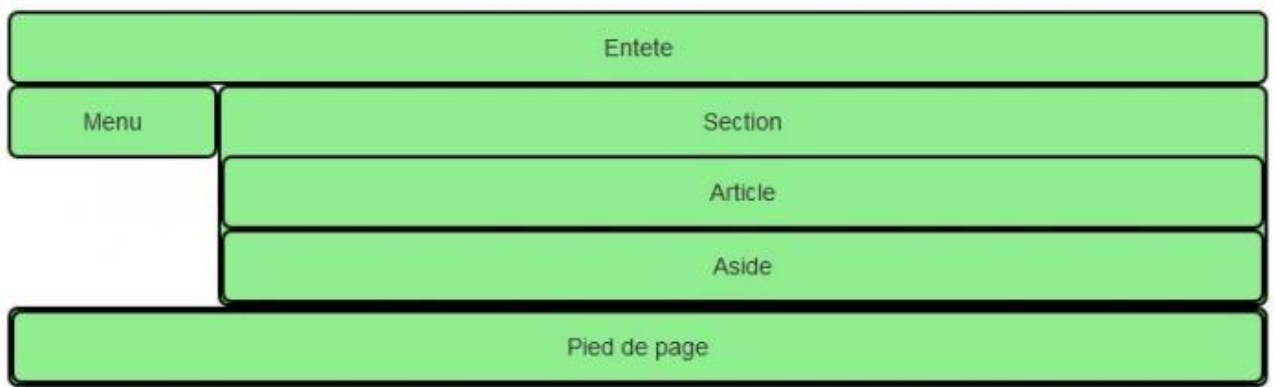 Entete
Menu
Section
Article
Aside
Pied de page